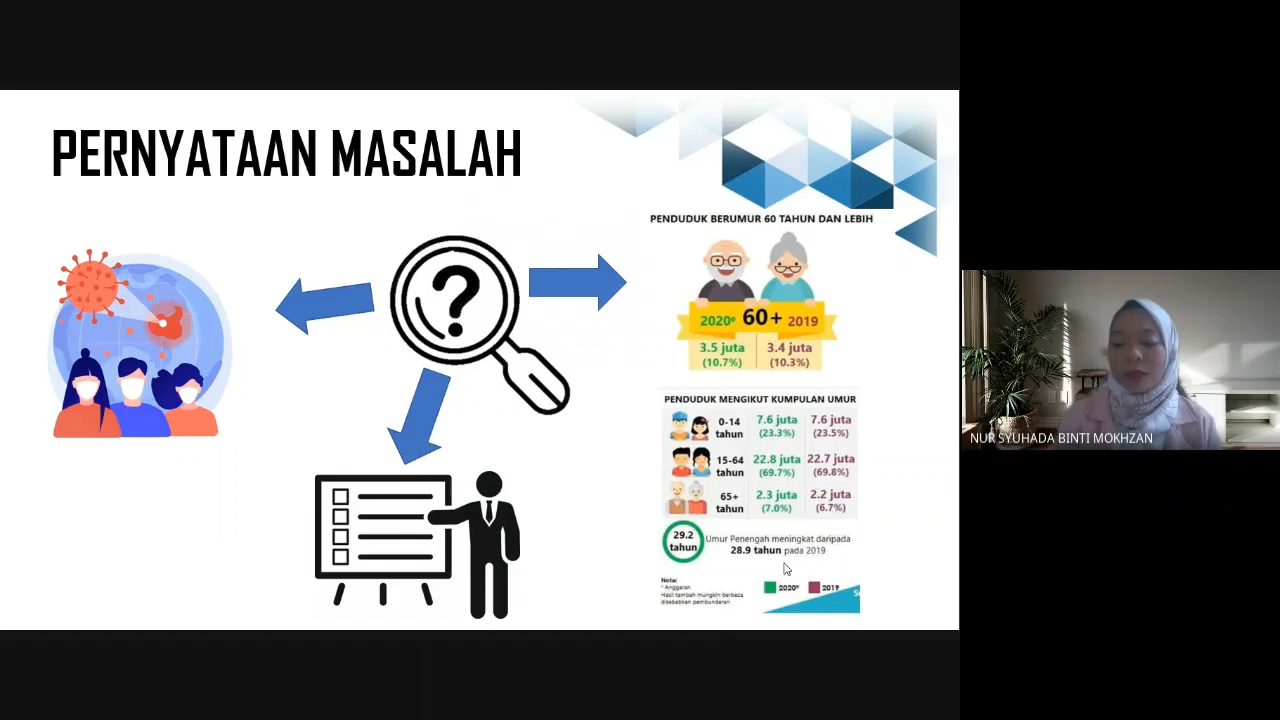 PERNYATAAN MASALAH
?
PENDUDUK BERUMUR 60 TAHUN DAN LEBIH
2020ᵉ 60+ 2019
3.5 juta 3.4 juta
(10.7%) (10.3%)
PENDUDUK MENGIKUT KUMPULAN UMUR
0-14 tahun 7.6 juta (23.3%) 7.6 juta (23.5%)
15-64 tahun 22.8 juta (69.7%) 22.7 juta (69.8%)
65+ tahun 2.3 juta (7.0%) 2.2 juta (6.7%)
29.2 tahun
Umur Penengah meningkat daripada
28.9 tahun pada 2019
Nota:
ᵉ Anggaran
Hasil tambah mungkin berbeza
disebabkan pembundaran
2020ᵉ 2019
NUR SYUHADA BINTI MOKHZAN